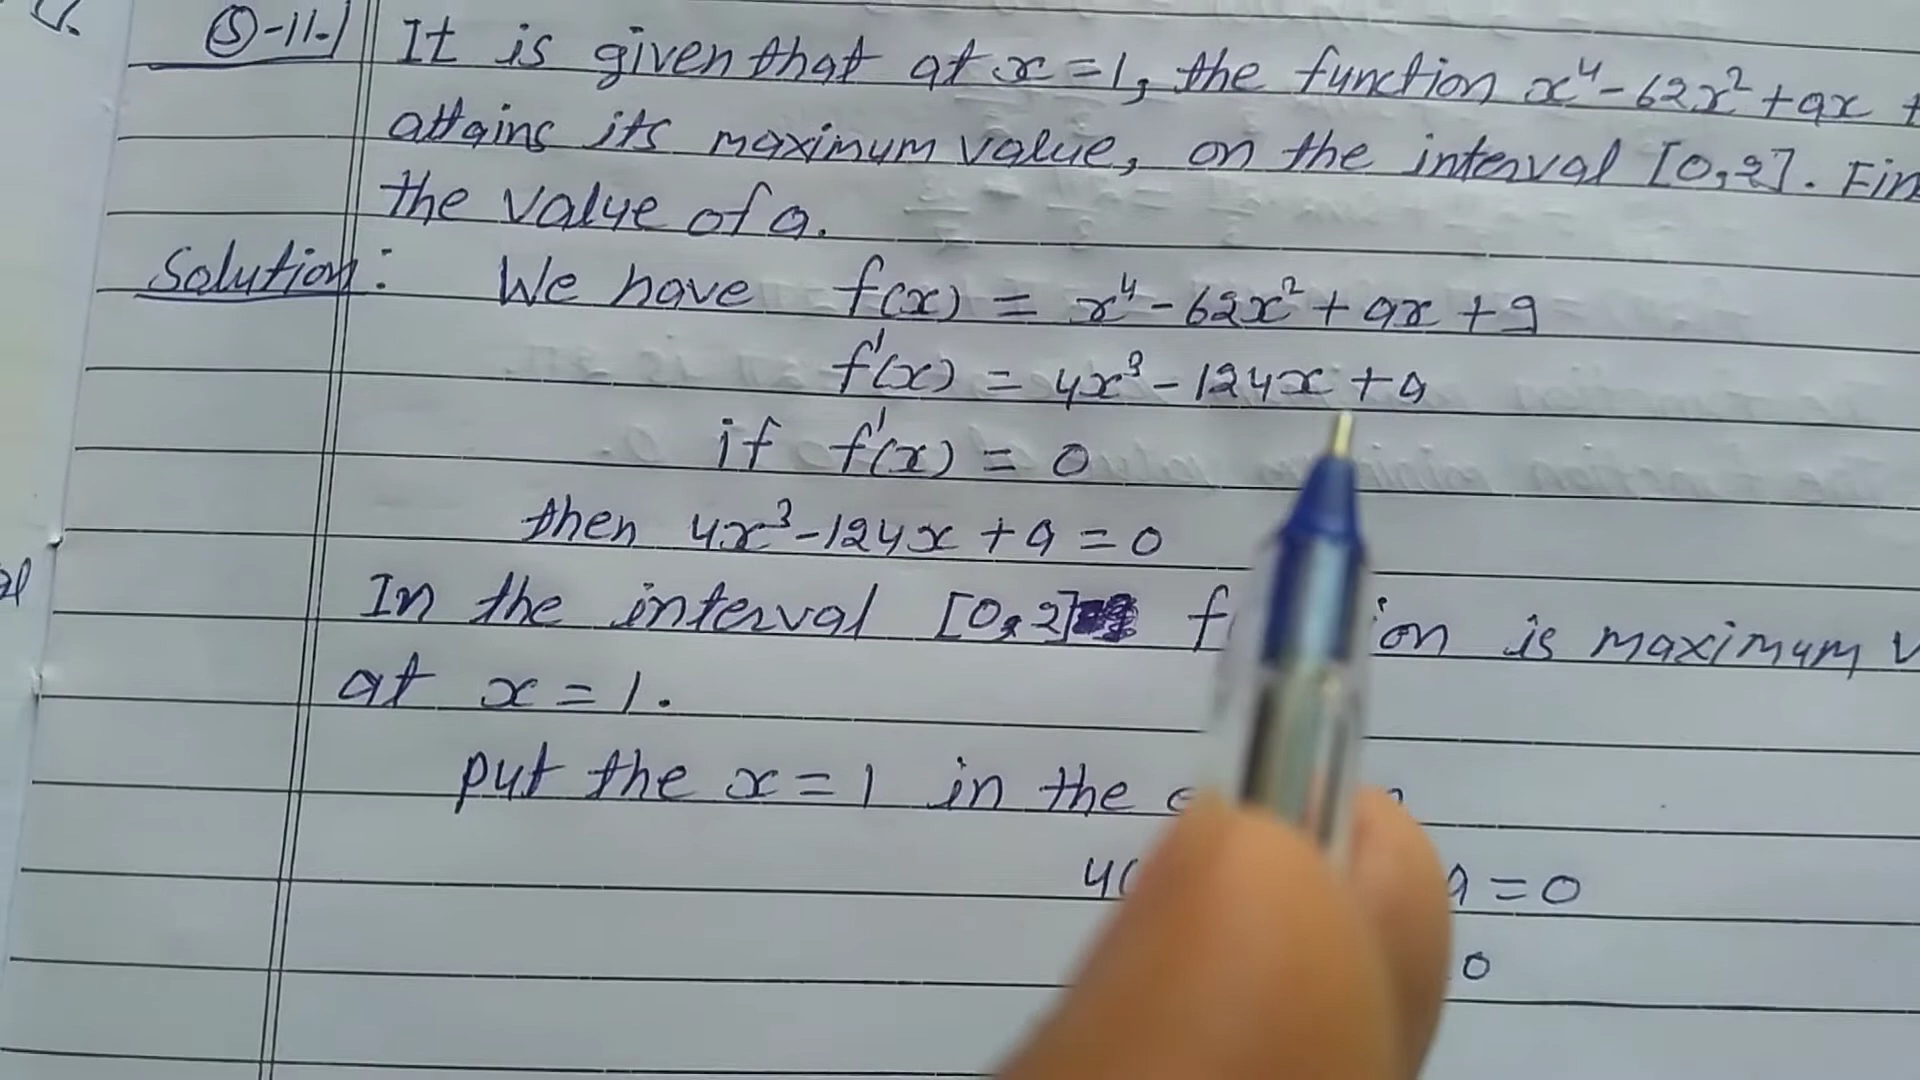 ⑤-11.) It is given that at x = 1, the function x⁴ - 62x² + ax +
attains its maximum value, on the interval [0,2]. Fin
the value of a.
Solution: We have f(x) = x⁴ - 62x² + ax + 9
f'(x) = 4x³ - 124x + a
if f'(x) = 0
then 4x³ - 124x + a = 0
In the interval [0,2] is maximum
at x = 1.
put the x = 1 in the
4( a = 0
0